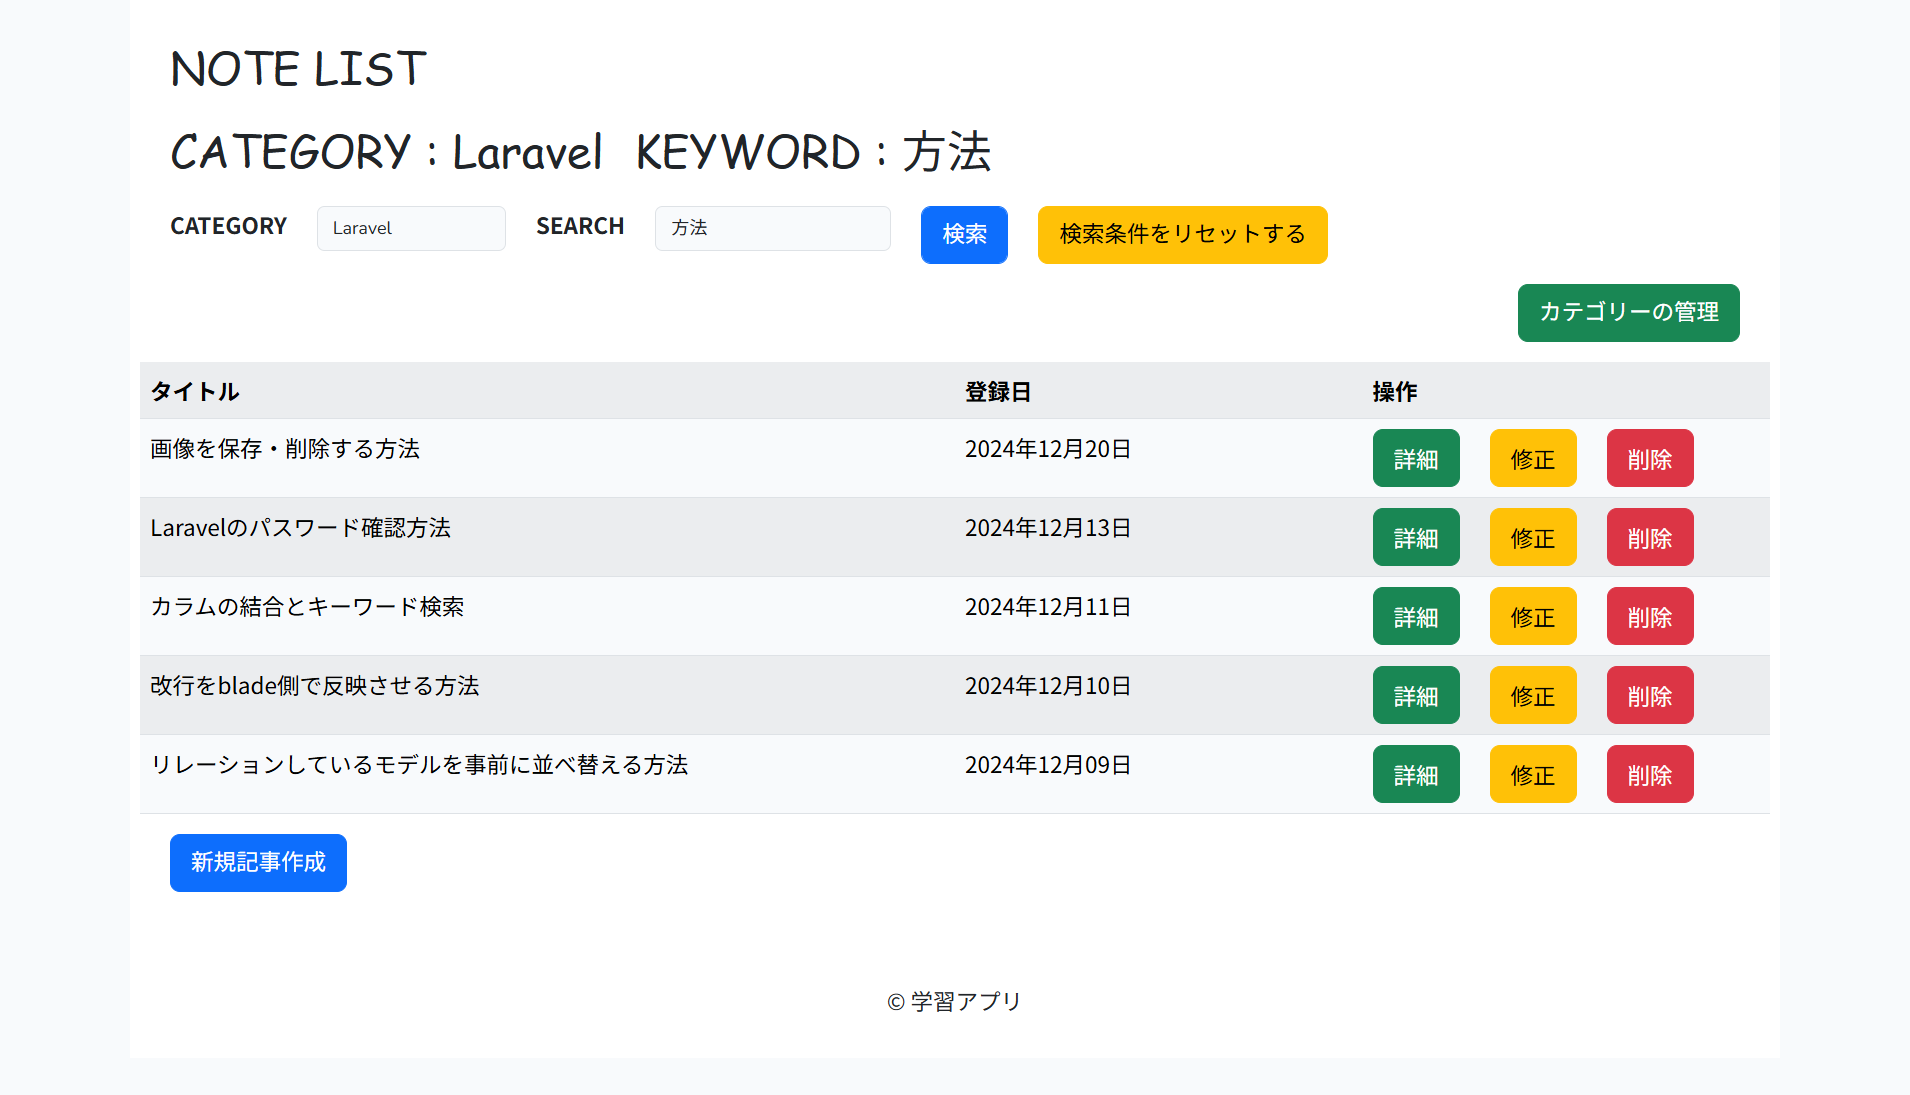 NOTE LIST
CATEGORY : Laravel KEYWORD : 方法
CATEGORY Laravel SEARCH 方法 検索 検索条件をリセットする
カテゴリーの管理
タイトル 登録日 操作
画像を保存・削除する方法 2024年12月20日 詳細 修正 削除
Laravelのパスワード確認方法 2024年12月13日 詳細 修正 削除
カラムの結合とキーワード検索 2024年12月11日 詳細 修正 削除
改行をblade側で反映させる方法 2024年12月10日 詳細 修正 削除
リレーションしているモデルを事前に並べ替える方法 2024年12月09日 詳細 修正 削除
新規記事作成
© 学習アプリ